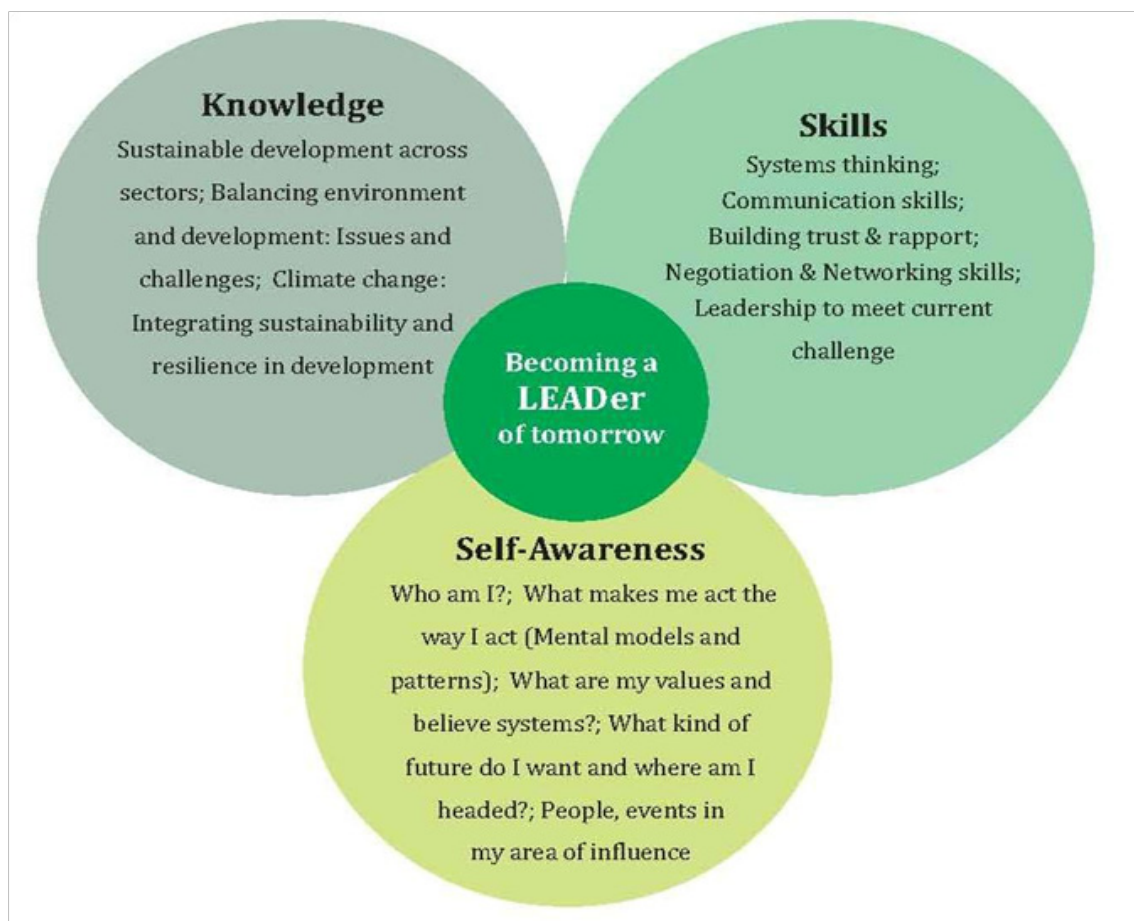 Knowledge
Sustainable development across
sectors; Balancing environment
and development: Issues and
challenges; Climate change:
Integrating sustainability and
resilience in development
Skills
Systems thinking;
Communication skills;
Building trust & rapport;
Negotiation & Networking skills;
Leadership to meet current
challenge
Becoming a
LEADer
of tomorrow
Self-Awareness
Who am I?; What makes me act the
way I act (Mental models and
patterns); What are my values and
believe systems?; What kind of
future do I want and where am I
headed?; People, events in
my area of influence